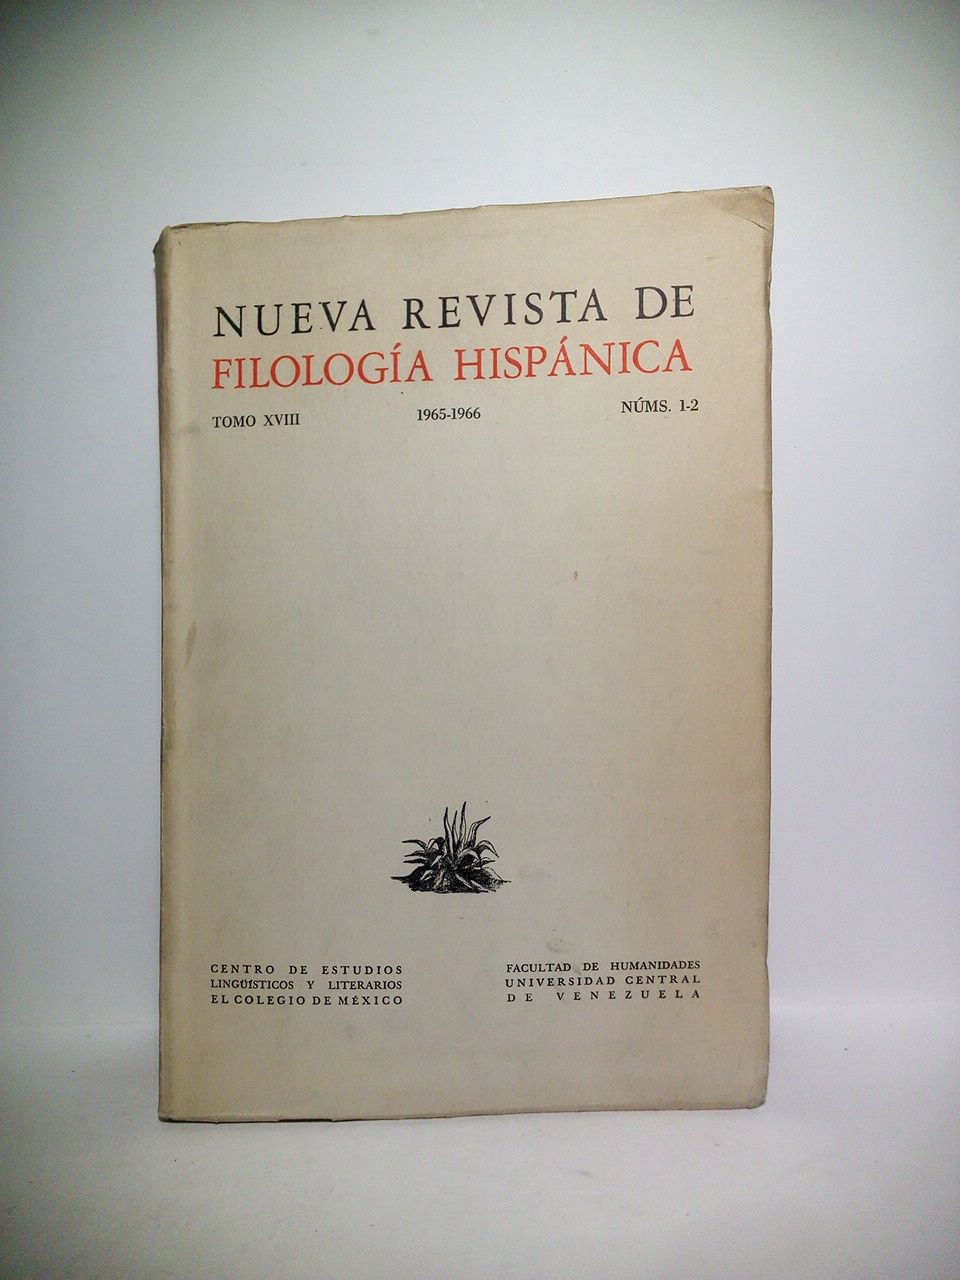 NUEVA REVISTA DE
FILOLOGÍA HISPÁNICA
TOMO XVIII 1965-1966 NÚMS. 1-2
CENTRO DE ESTUDIOS
LINGÜÍSTICOS Y LITERARIOS
EL COLEGIO DE MÉXICO
FACULTAD DE HUMANIDADES
UNIVERSIDAD CENTRAL
DE VENEZUELA